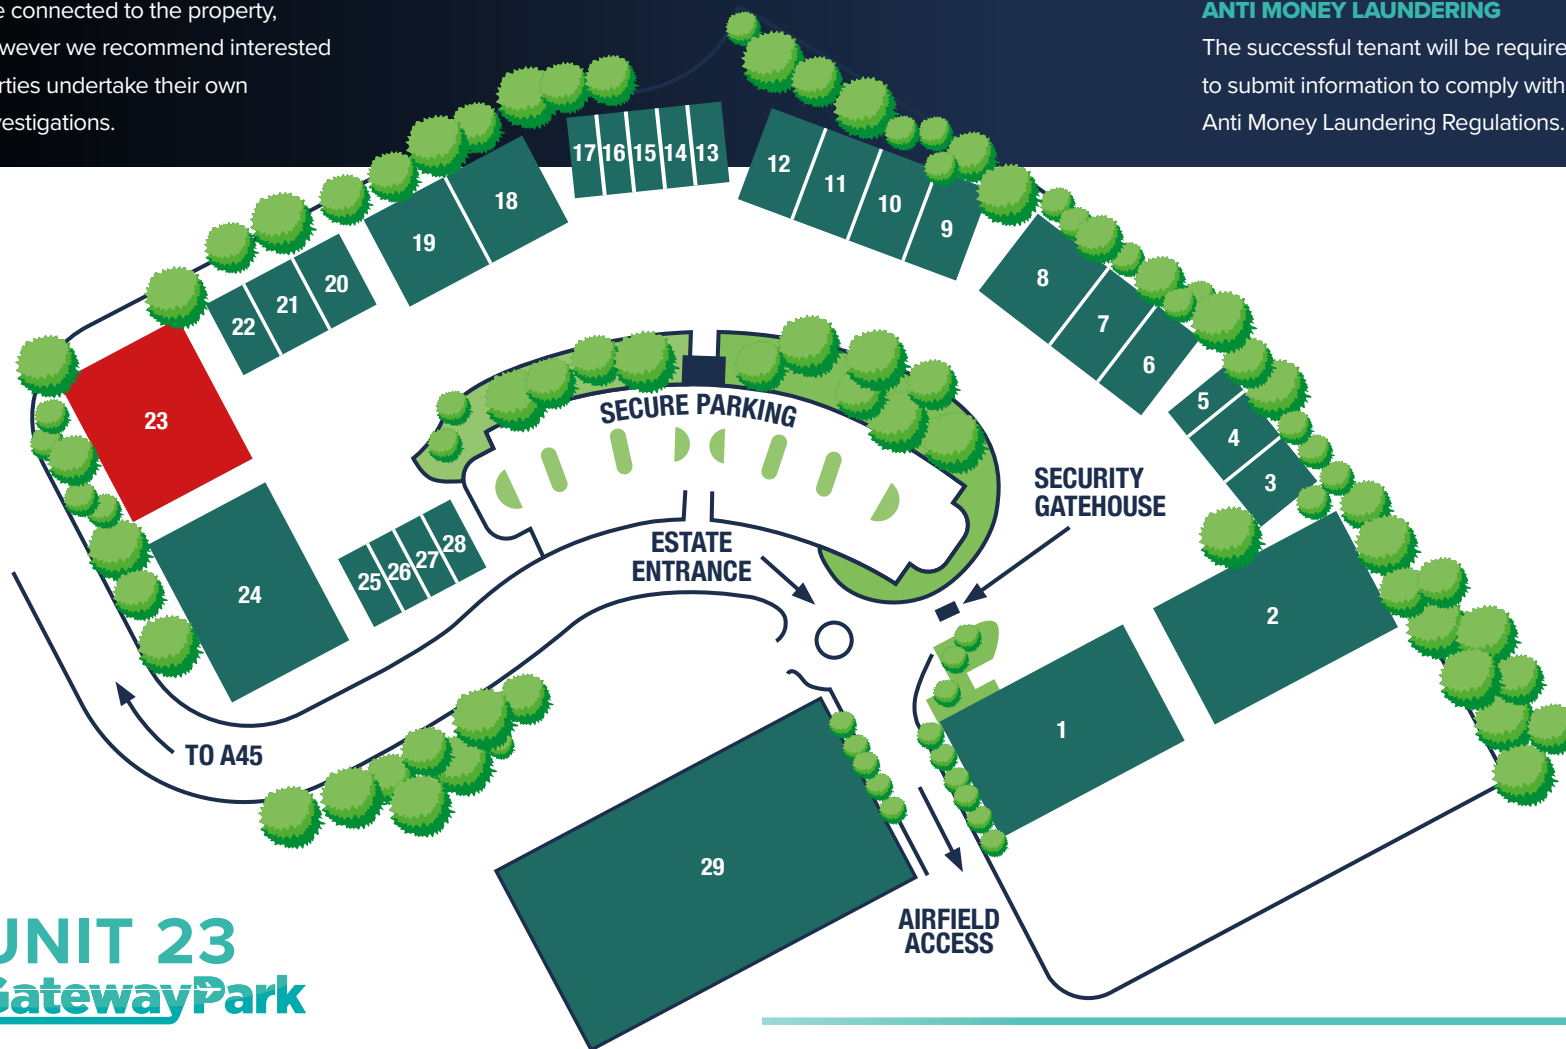 e connected to the property,
wever we recommend interested
rties undertake their own
estigations.
ANTI MONEY LAUNDERING
The successful tenant will be require
to submit information to comply with
Anti Money Laundering Regulations.
17 16 15 14 13
12
11
10
9
18
19
20
21
22
8
7
6
5
4
3
23
SECURE PARKING
SECURITY
GATEHOUSE
ESTATE
ENTRANCE
24
25
26
27
28
2
1
TO A45
29
AIRFIELD
ACCESS
UNIT 23
GatewayPark